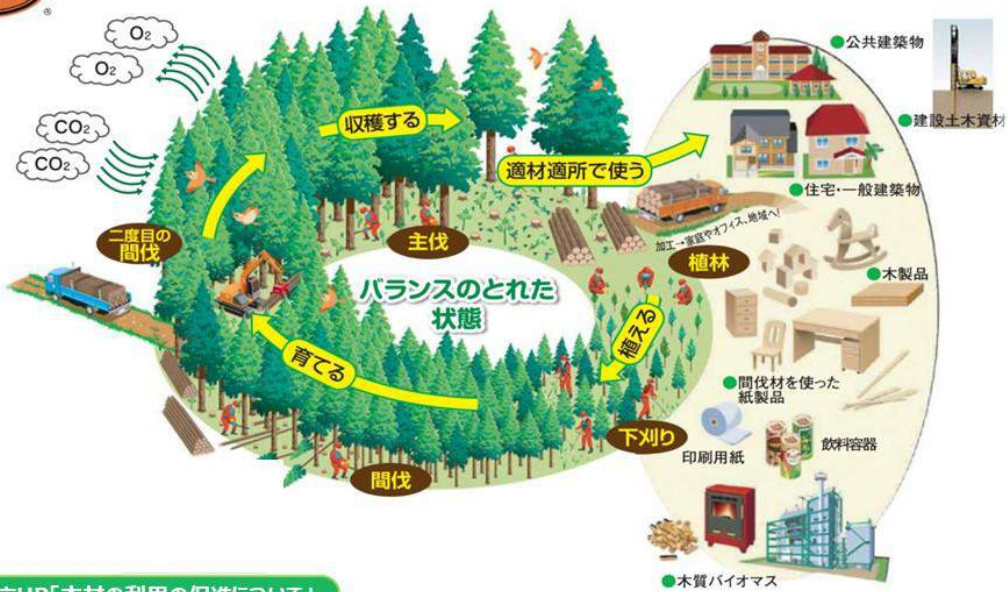 ®
O2
O2
CO2
CO2
収穫する
適材適所で使う
二度目の
間伐
主伐
加工→家庭やオフィス、地域へ!
植林
バランスのとれた
状態
植える
育てる
下刈り
間伐
●公共建築物
●建設土木資材
●住宅・一般建築物
●木製品
●間伐材を使った
紙製品
印刷用紙
飲料容器
●木質バイオマス
HP「木材の利用の促進について」